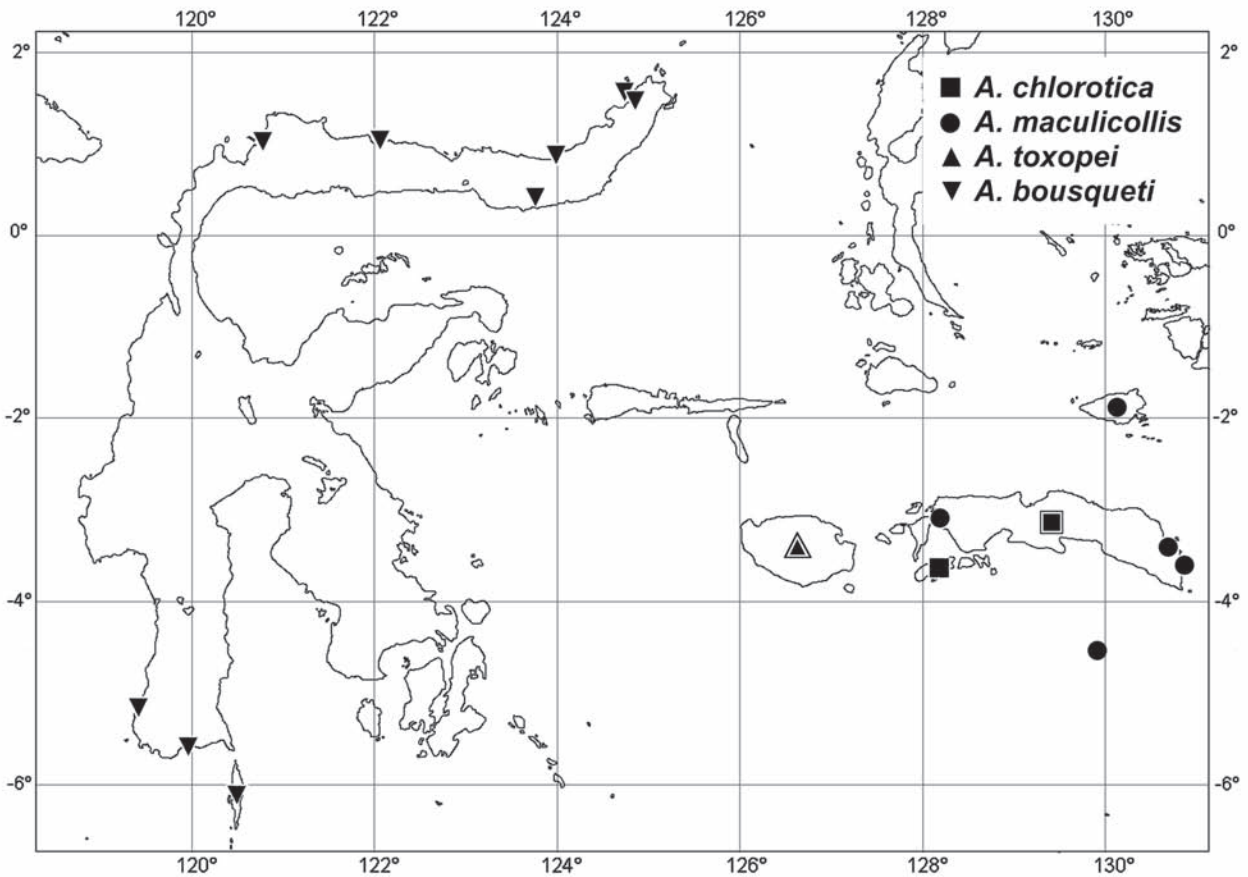 120° 122° 124° 126° 128° 130°
2° 2°
A. chlorotica
A. maculicollis
A. toxopei
A. bousqueti
0° 0°
-2° -2°
-4° -4°
-6° -6°
120° 122° 124° 126° 128° 130°